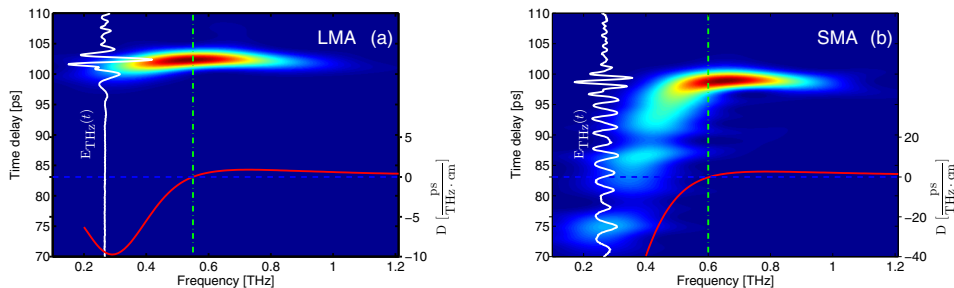 LMA (a)
110
105
100
95
90
85
80
75
70
Time delay [ps]
E_THz(t)
5
0
−5
−10
D [ps / THz · cm]
0.2 0.4 0.6 0.8 1 1.2
Frequency [THz]
SMA (b)
110
105
100
95
90
85
80
75
70
Time delay [ps]
E_THz(t)
20
0
−20
−40
D [ps / THz · cm]
0.2 0.4 0.6 0.8 1 1.2
Frequency [THz]